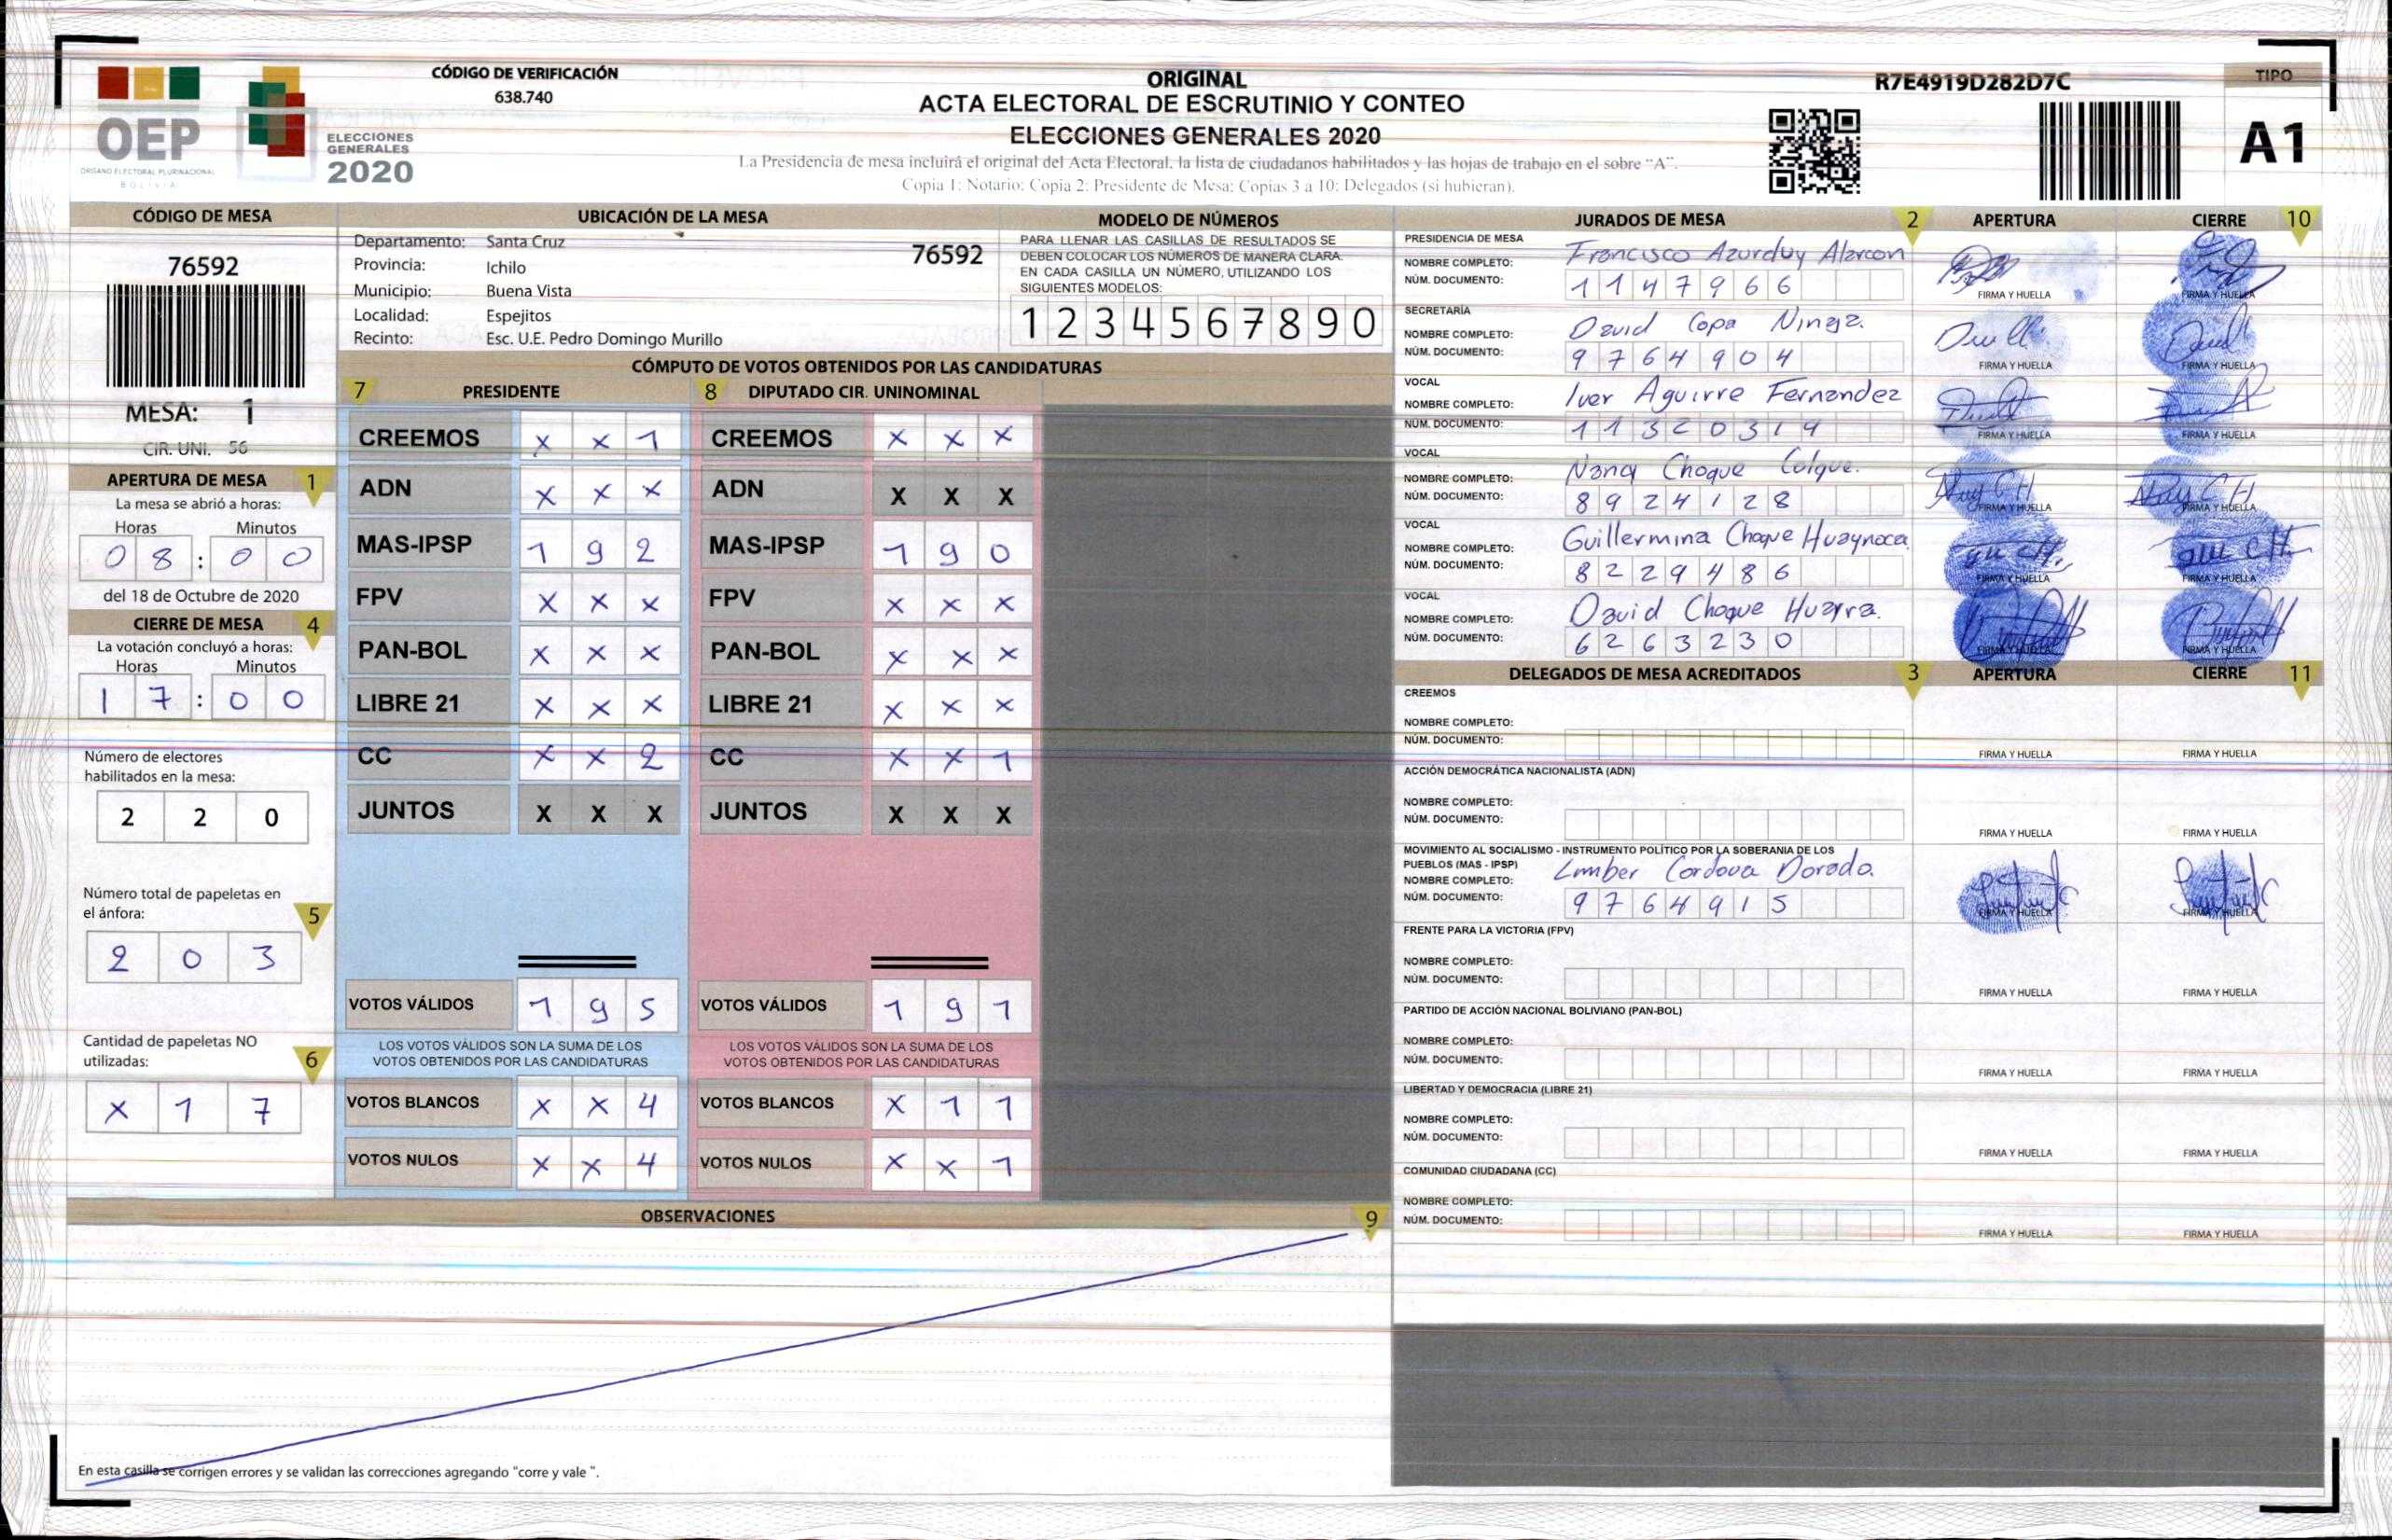 CÓDIGO DE VERIFICACIÓN
638.740
OEP
ÓRGANO ELECTORAL PLURINACIONAL
BOLIVIA
ELECCIONES
GENERALES
2020
ORIGINAL
ACTA ELECTORAL DE ESCRUTINIO Y CONTEO
ELECCIONES GENERALES 2020
La Presidencia de mesa incluirá el original del Acta Electoral, la lista de ciudadanos habilitados y las hojas de trabajo en el sobre "A".
Copia 1: Notario; Copia 2: Presidente de Mesa; Copias 3 a 10: Delegados (si hubieran).
R7E4919D282D7C
TIPO
A1
CÓDIGO DE MESA
76592
MESA: 1
CIR. UNI. 56
UBICACIÓN DE LA MESA
Departamento: Santa Cruz
76592
Provincia: Ichilo
Municipio: Buena Vista
Localidad: Espejitos
Recinto: Esc. U.E. Pedro Domingo Murillo
MODELO DE NÚMEROS
PARA LLENAR LAS CASILLAS DE RESULTADOS SE
DEBEN COLOCAR LOS NÚMEROS DE MANERA CLARA.
EN CADA CASILLA UN NÚMERO, UTILIZANDO LOS
SIGUIENTES MODELOS:
1 2 3 4 5 6 7 8 9 0
APERTURA DE MESA 1
La mesa se abrió a horas:
Horas Minutos
0 8 : 0 0
del 18 de Octubre de 2020
CIERRE DE MESA 4
La votación concluyó a horas:
Horas Minutos
1 7 : 0 0
Número de electores
habilitados en la mesa:
2 2 0
Número total de papeletas en
el ánfora: 5
2 0 3
Cantidad de papeletas NO
utilizadas: 6
X 1 7
CÓMPUTO DE VOTOS OBTENIDOS POR LAS CANDIDATURAS
7 PRESIDENTE
CREEMOS X X 1
ADN X X X
MAS-IPSP 1 9 2
FPV X X X
PAN-BOL X X X
LIBRE 21 X X X
CC X X 2
JUNTOS X X X
VOTOS VÁLIDOS 1 9 5
LOS VOTOS VÁLIDOS SON LA SUMA DE LOS
VOTOS OBTENIDOS POR LAS CANDIDATURAS
VOTOS BLANCOS X X 4
VOTOS NULOS X X 4
8 DIPUTADO CIR. UNINOMINAL
CREEMOS X X X
ADN X X X
MAS-IPSP 1 9 0
FPV X X X
PAN-BOL X X X
LIBRE 21 X X X
CC X X 1
JUNTOS X X X
VOTOS VÁLIDOS 1 9 1
LOS VOTOS VÁLIDOS SON LA SUMA DE LOS
VOTOS OBTENIDOS POR LAS CANDIDATURAS
VOTOS BLANCOS X 1 1
VOTOS NULOS X X 1
OBSERVACIONES 9
En esta casilla se corrigen errores y se validan las correcciones agregando "corre y vale ".
JURADOS DE MESA 2 APERTURA CIERRE 10
PRESIDENCIA DE MESA
NOMBRE COMPLETO: Francisco Azurduy Alarcon
NÚM. DOCUMENTO: 1 1 4 7 9 6 6
FIRMA Y HUELLA FIRMA Y HUELLA
SECRETARÍA
NOMBRE COMPLETO: David Copa Ninaja.
NÚM. DOCUMENTO: 9 7 6 4 9 0 4
FIRMA Y HUELLA FIRMA Y HUELLA
VOCAL
NOMBRE COMPLETO: Iver Aguirre Fernandez
NÚM. DOCUMENTO: 1 1 3 2 0 3 1 9
FIRMA Y HUELLA FIRMA Y HUELLA
VOCAL
NOMBRE COMPLETO: Nancy Choque Colque.
NÚM. DOCUMENTO: 8 9 2 4 1 2 8
FIRMA Y HUELLA FIRMA Y HUELLA
VOCAL
NOMBRE COMPLETO: Guillermina Choque Huaynoca
NÚM. DOCUMENTO: 8 2 2 9 4 8 6
FIRMA Y HUELLA FIRMA Y HUELLA
VOCAL
NOMBRE COMPLETO: David Choque
NÚM. DOCUMENTO: 6 2 6 3 2 3 0
FIRMA Y HUELLA FIRMA Y HUELLA
DELEGADOS DE MESA ACREDITADOS 3 APERTURA CIERRE 11
CREEMOS
NOMBRE COMPLETO:
NÚM. DOCUMENTO:
FIRMA Y HUELLA FIRMA Y HUELLA
ACCIÓN DEMOCRÁTICA NACIONALISTA (ADN)
NOMBRE COMPLETO:
NÚM. DOCUMENTO:
FIRMA Y HUELLA FIRMA Y HUELLA
MOVIMIENTO AL SOCIALISMO - INSTRUMENTO POLÍTICO POR LA SOBERANIA DE LOS
PUEBLOS (MAS - IPSP)
NOMBRE COMPLETO: Limber Cordova Dorado.
NÚM. DOCUMENTO: 9 7 6 4 9 1 5
FIRMA Y HUELLA FIRMA Y HUELLA
FRENTE PARA LA VICTORIA (FPV)
NOMBRE COMPLETO:
NÚM. DOCUMENTO:
FIRMA Y HUELLA FIRMA Y HUELLA
PARTIDO DE ACCIÓN NACIONAL BOLIVIANO (PAN-BOL)
NOMBRE COMPLETO:
NÚM. DOCUMENTO:
FIRMA Y HUELLA FIRMA Y HUELLA
LIBERTAD Y DEMOCRACIA (LIBRE 21)
NOMBRE COMPLETO:
NÚM. DOCUMENTO:
FIRMA Y HUELLA FIRMA Y HUELLA
COMUNIDAD CIUDADANA (CC)
NOMBRE COMPLETO:
NÚM. DOCUMENTO:
FIRMA Y HUELLA FIRMA Y HUELLA